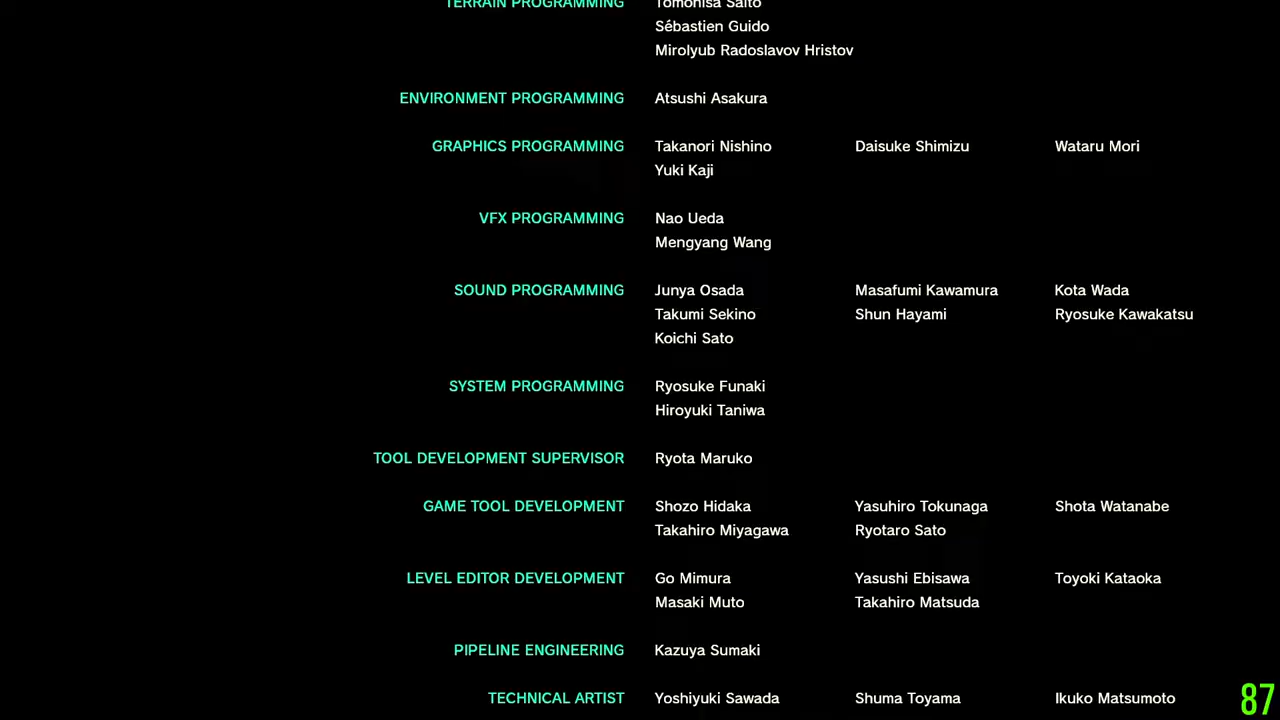 TERRAIN PROGRAMMING Tomohisa Saito
Sébastien Guido
Mirolyub Radoslavov Hristov
ENVIRONMENT PROGRAMMING Atsushi Asakura
GRAPHICS PROGRAMMING Takanori Nishino Daisuke Shimizu Wataru Mori
Yuki Kaji
VFX PROGRAMMING Nao Ueda
Mengyang Wang
SOUND PROGRAMMING Junya Osada Masafumi Kawamura Kota Wada
Takumi Sekino Shun Hayami Ryosuke Kawakatsu
Koichi Sato
SYSTEM PROGRAMMING Ryosuke Funaki
Hiroyuki Taniwa
TOOL DEVELOPMENT SUPERVISOR Ryota Maruko
GAME TOOL DEVELOPMENT Shozo Hidaka Yasuhiro Tokunaga Shota Watanabe
Takahiro Miyagawa Ryotaro Sato
LEVEL EDITOR DEVELOPMENT Go Mimura Yasushi Ebisawa Toyoki Kataoka
Masaki Muto Takahiro Matsuda
PIPELINE ENGINEERING Kazuya Sumaki
TECHNICAL ARTIST Yoshiyuki Sawada Shuma Toyama Ikuko Matsumoto
87